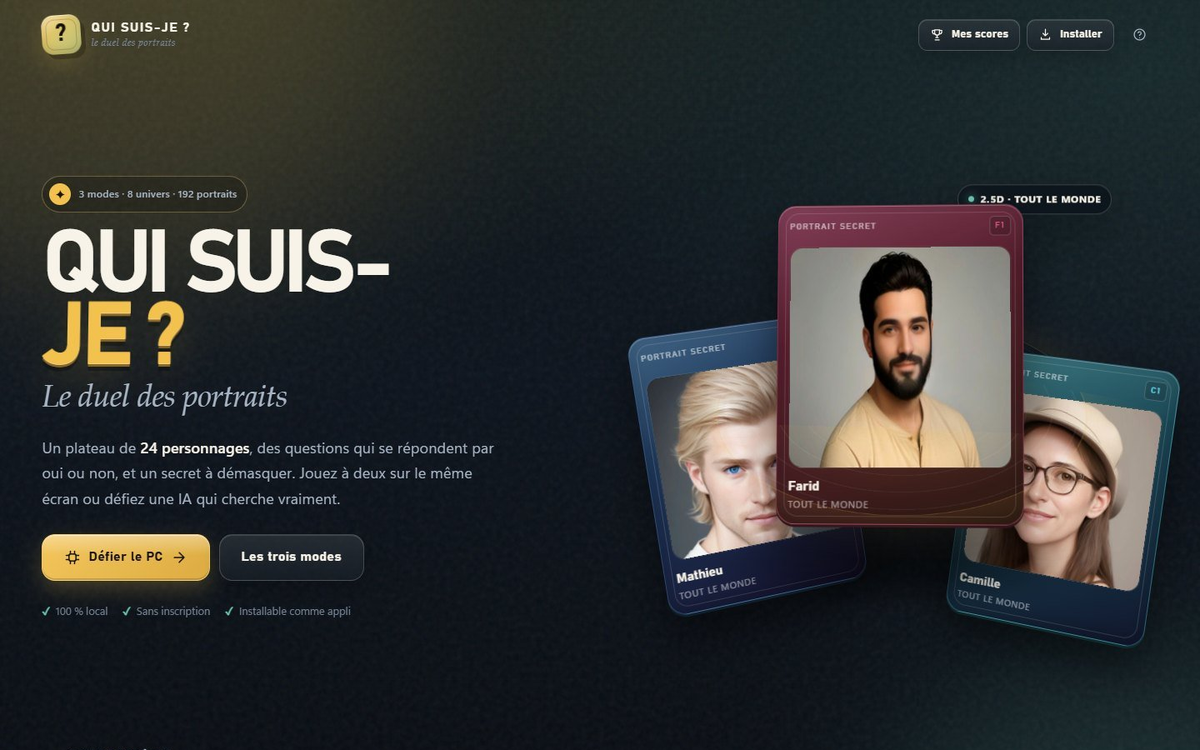 ?
QUI SUIS-JE ?
le duel des portraits
Mes scores
Installer
?
3 modes · 8 univers · 192 portraits
QUI SUIS-
JE ?
Le duel des portraits
Un plateau de 24 personnages, des questions qui se répondent par
oui ou non, et un secret à démasquer. Jouez à deux sur le même
écran ou défiez une IA qui cherche vraiment.
Défier le PC →
Les trois modes
✓ 100 % local
✓ Sans inscription
✓ Installable comme appli
2.5D · TOUT LE MONDE
PORTRAIT SECRET
Mathieu
TOUT LE MONDE
PORTRAIT SECRET
F1
Farid
TOUT LE MONDE
SECRET
C1
Camille
TOUT LE MONDE